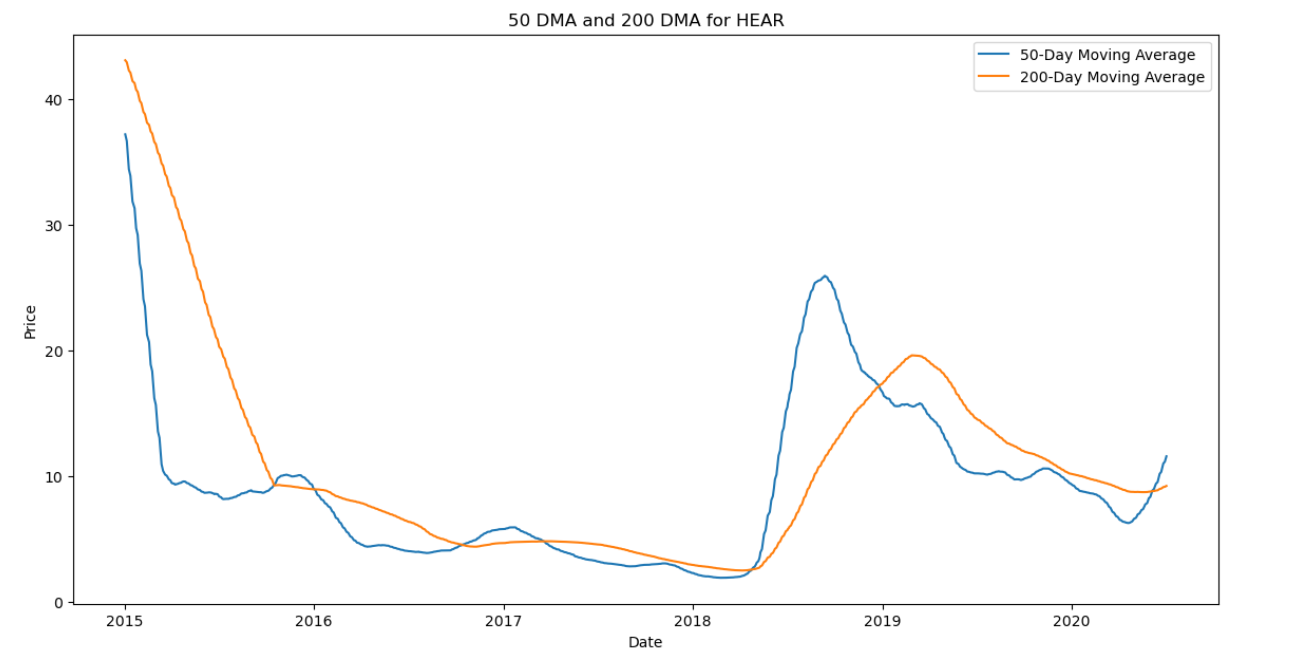 50 DMA and 200 DMA for HEAR
50-Day Moving Average
200-Day Moving Average
40
30
20
10
0
Price
2015 2016 2017 2018 2019 2020
Date